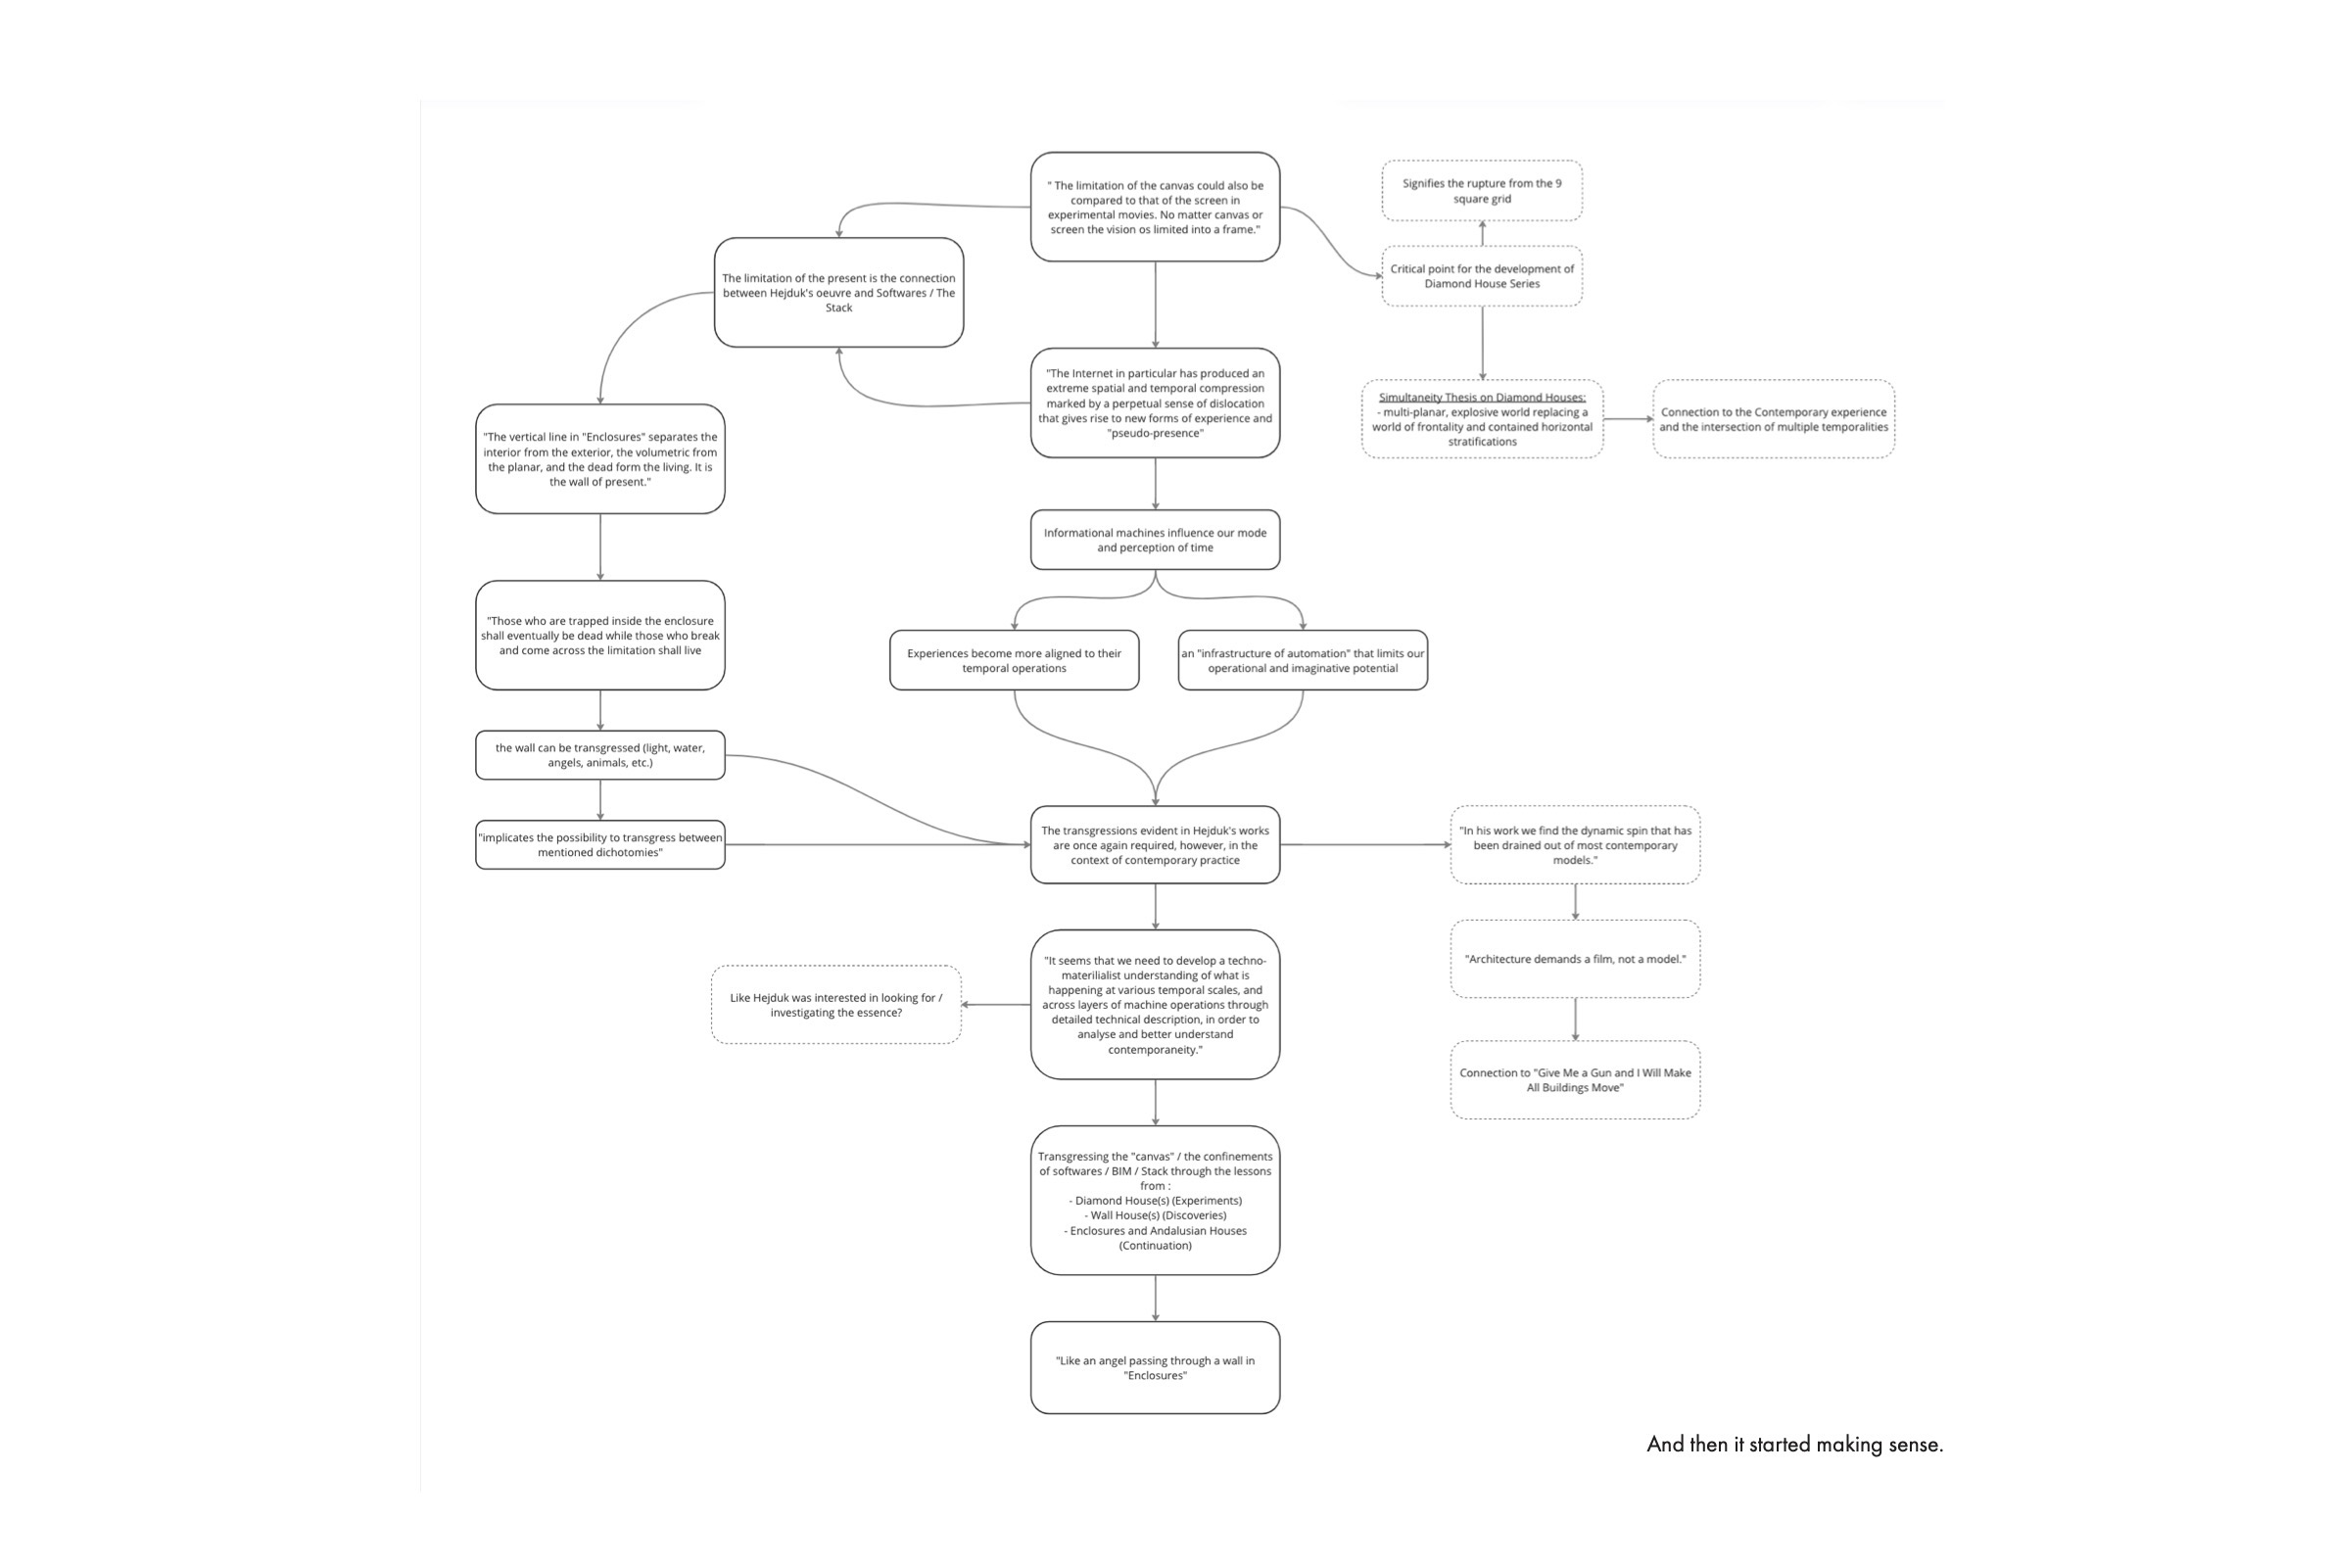 " The limitation of the canvas could also be
compared to that of the screen in
experimental movies. No matter canvas or
screen the vision os limited into a frame."
Signifies the rupture from the 9
square grid
Critical point for the development of
Diamond House Series
The limitation of the present is the connection
between Hejduk's oeuvre and Softwares / The
Stack
"The Internet in particular has produced an
extreme spatial and temporal compression
marked by a perpetual sense of dislocation
that gives rise to new forms of experience and
"pseudo-presence"
Simultaneity Thesis on Diamond Houses:
- multi-planar, explosive world replacing a
world of frontality and contained horizontal
stratifications
Connection to the Contemporary experience
and the intersection of multiple temporalities
"The vertical line in "Enclosures" separates the
interior from the exterior, the volumetric from
the planar, and the dead form the living. It is
the wall of present."
Informational machines influence our mode
and perception of time
"Those who are trapped inside the enclosure
shall eventually be dead while those who break
and come across the limitation shall live
Experiences become more aligned to their
temporal operations
an "infrastructure of automation" that limits our
operational and imaginative potential
the wall can be transgressed (light, water,
angels, animals, etc.)
"implicates the possibility to transgress between
mentioned dichotomies"
The transgressions evident in Hejduk's works
are once again required, however, in the
context of contemporary practice
"In his work we find the dynamic spin that has
been drained out of most contemporary
models."
"Architecture demands a film, not a model."
Like Hejduk was interested in looking for /
investigating the essence?
"It seems that we need to develop a techno-
materilialist understanding of what is
happening at various temporal scales, and
across layers of machine operations through
detailed technical description, in order to
analyse and better understand
contemporaneity."
Connection to "Give Me a Gun and I Will Make
All Buildings Move"
Transgressing the "canvas" / the confinements
of softwares / BIM / Stack through the lessons
from :
- Diamond House(s) (Experiments)
- Wall House(s) (Discoveries)
- Enclosures and Andalusian Houses
(Continuation)
"Like an angel passing through a wall in
"Enclosures"
And then it started making sense.